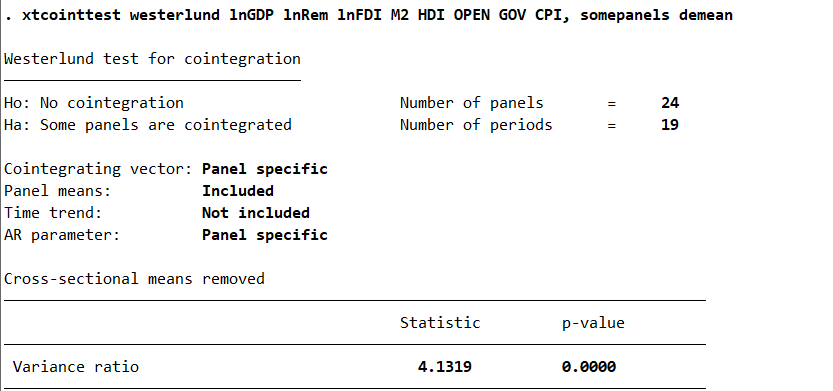 . xtcointtest westerlund lnGDP lnRem lnFDI M2 HDI OPEN GOV CPI, somepanels demean
Westerlund test for cointegration
Ho: No cointegration Number of panels = 24
Ha: Some panels are cointegrated Number of periods = 19
Cointegrating vector: Panel specific
Panel means: Included
Time trend: Not included
AR parameter: Panel specific
Cross-sectional means removed
Statistic p-value
Variance ratio 4.1319 0.0000